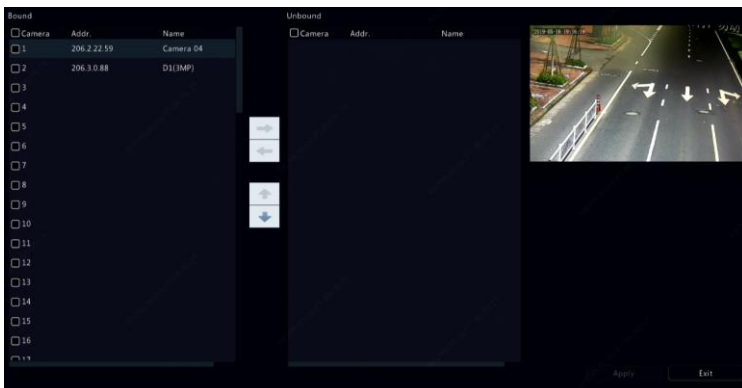 Bound
Unbound
Camera Addr. Name
Camera Addr. Name
1 206.2.22.59 Camera 04
2 206.3.0.88 D1(3MP)
3
4
5
6
7
8
9
10
11
12
13
14
15
16
17
Apply
Exit